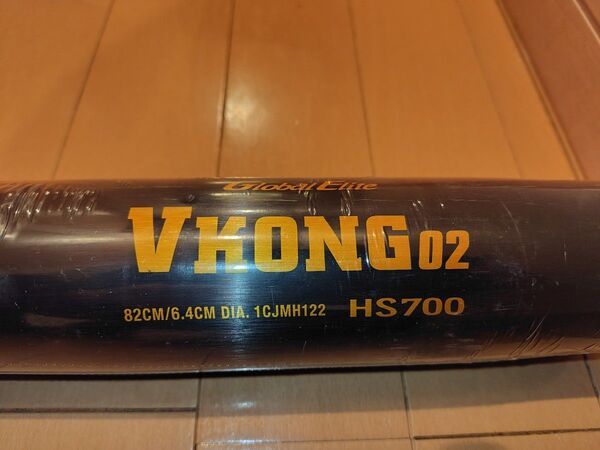 Global Elite
VKONG02
82CM/6.4CM DIA. 1CJMH122 HS700